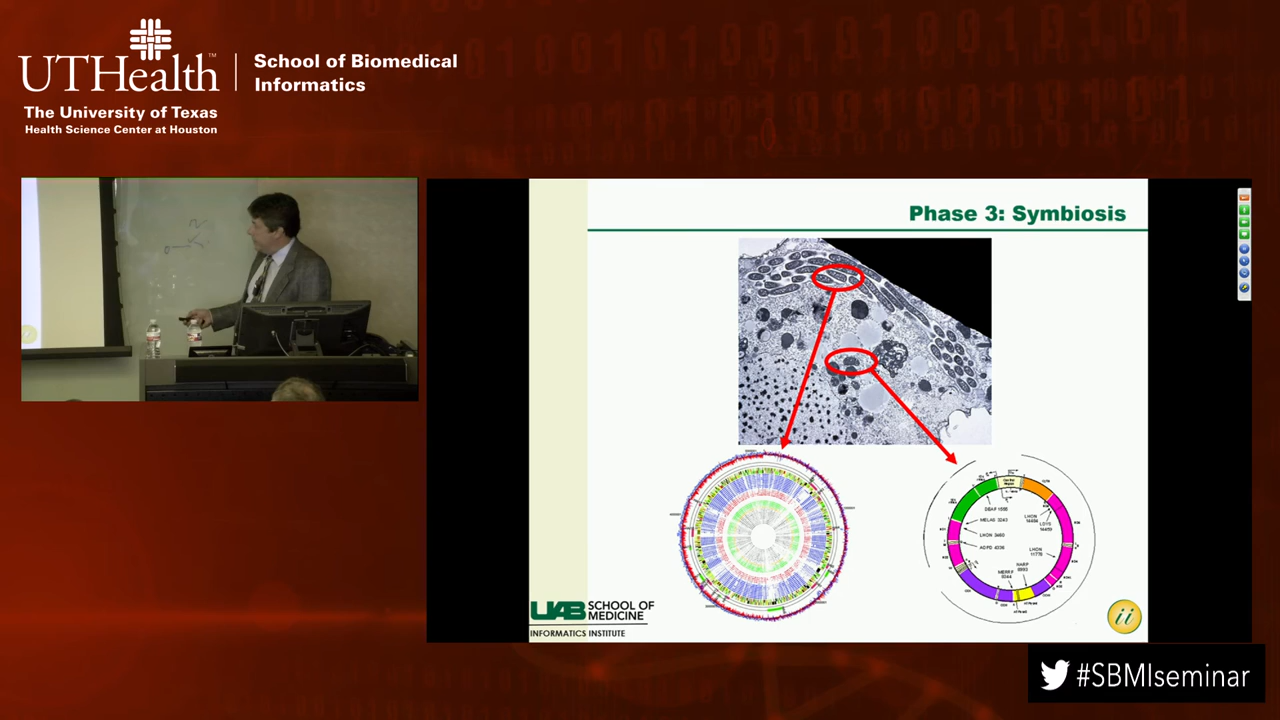 UTHealth™
The University of Texas
Health Science Center at Houston
School of Biomedical
Informatics
Phase 3: Symbiosis
DEAF 1555
MELAS 3243
LHON 3460
ADPD 4336
LHON
14484
LDYS
14459
LHON
11778
NARP
8993
MERRF
8344
UAB SCHOOL OF
MEDICINE
INFORMATICS INSTITUTE
ii
#SBMIseminar